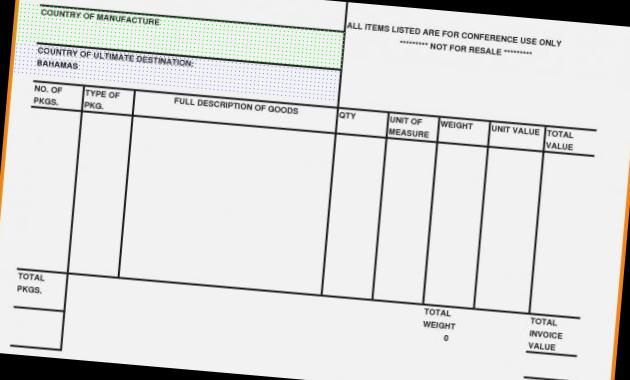 COUNTRY OF MANUFACTURE
ALL ITEMS LISTED ARE FOR CONFERENCE USE ONLY
********* NOT FOR RESALE *********
COUNTRY OF ULTIMATE DESTINATION:
BAHAMAS
NO. OF PKGS.
TYPE OF PKG.
FULL DESCRIPTION OF GOODS
QTY
UNIT OF MEASURE
WEIGHT
UNIT VALUE
TOTAL VALUE
TOTAL PKGS.
TOTAL WEIGHT
0
TOTAL INVOICE VALUE